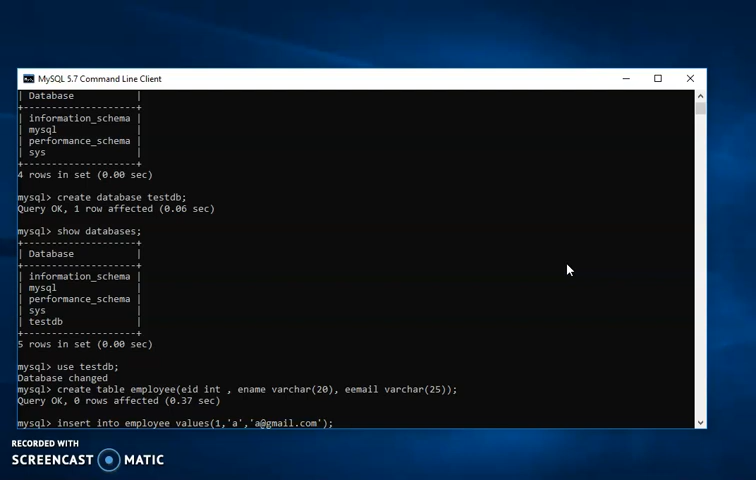 MySQL 5.7 Command Line Client
| Database           |
+--------------------+
| information_schema |
| mysql              |
| performance_schema |
| sys                |
+--------------------+
4 rows in set (0.00 sec)
mysql> create database testdb;
Query OK, 1 row affected (0.06 sec)
mysql> show databases;
+--------------------+
| Database           |
+--------------------+
| information_schema |
| mysql              |
| performance_schema |
| sys                |
| testdb             |
+--------------------+
5 rows in set (0.00 sec)
mysql> use testdb;
Database changed
mysql> create table employee(eid int , ename varchar(20), eemail varchar(25));
Query OK, 0 rows affected (0.37 sec)
mysql> insert into employee values(1,'a','a@gmail.com');
RECORDED WITH
SCREENCAST MATIC